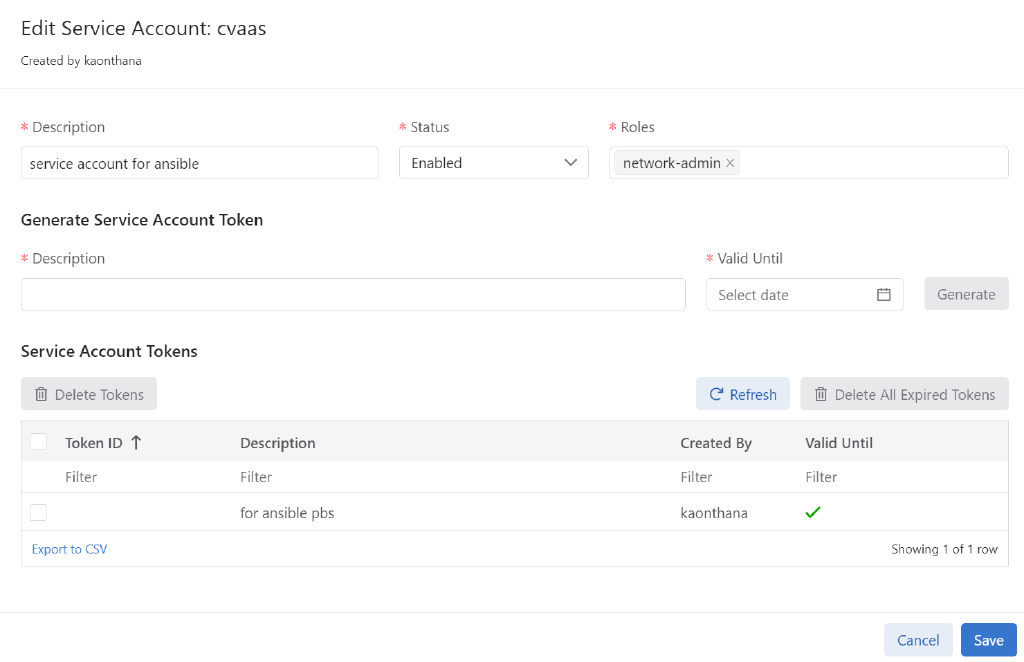 Edit Service Account: cvaas
Created by kaonthana
* Description
* Status
* Roles
service account for ansible
Enabled
network-admin ×
Generate Service Account Token
* Description
* Valid Until
Select date
Generate
Service Account Tokens
Delete Tokens
Refresh
Delete All Expired Tokens
Token ID ↑ Description Created By Valid Until
Filter Filter Filter Filter
for ansible pbs kaonthana ✓
Export to CSV
Showing 1 of 1 row
Cancel
Save